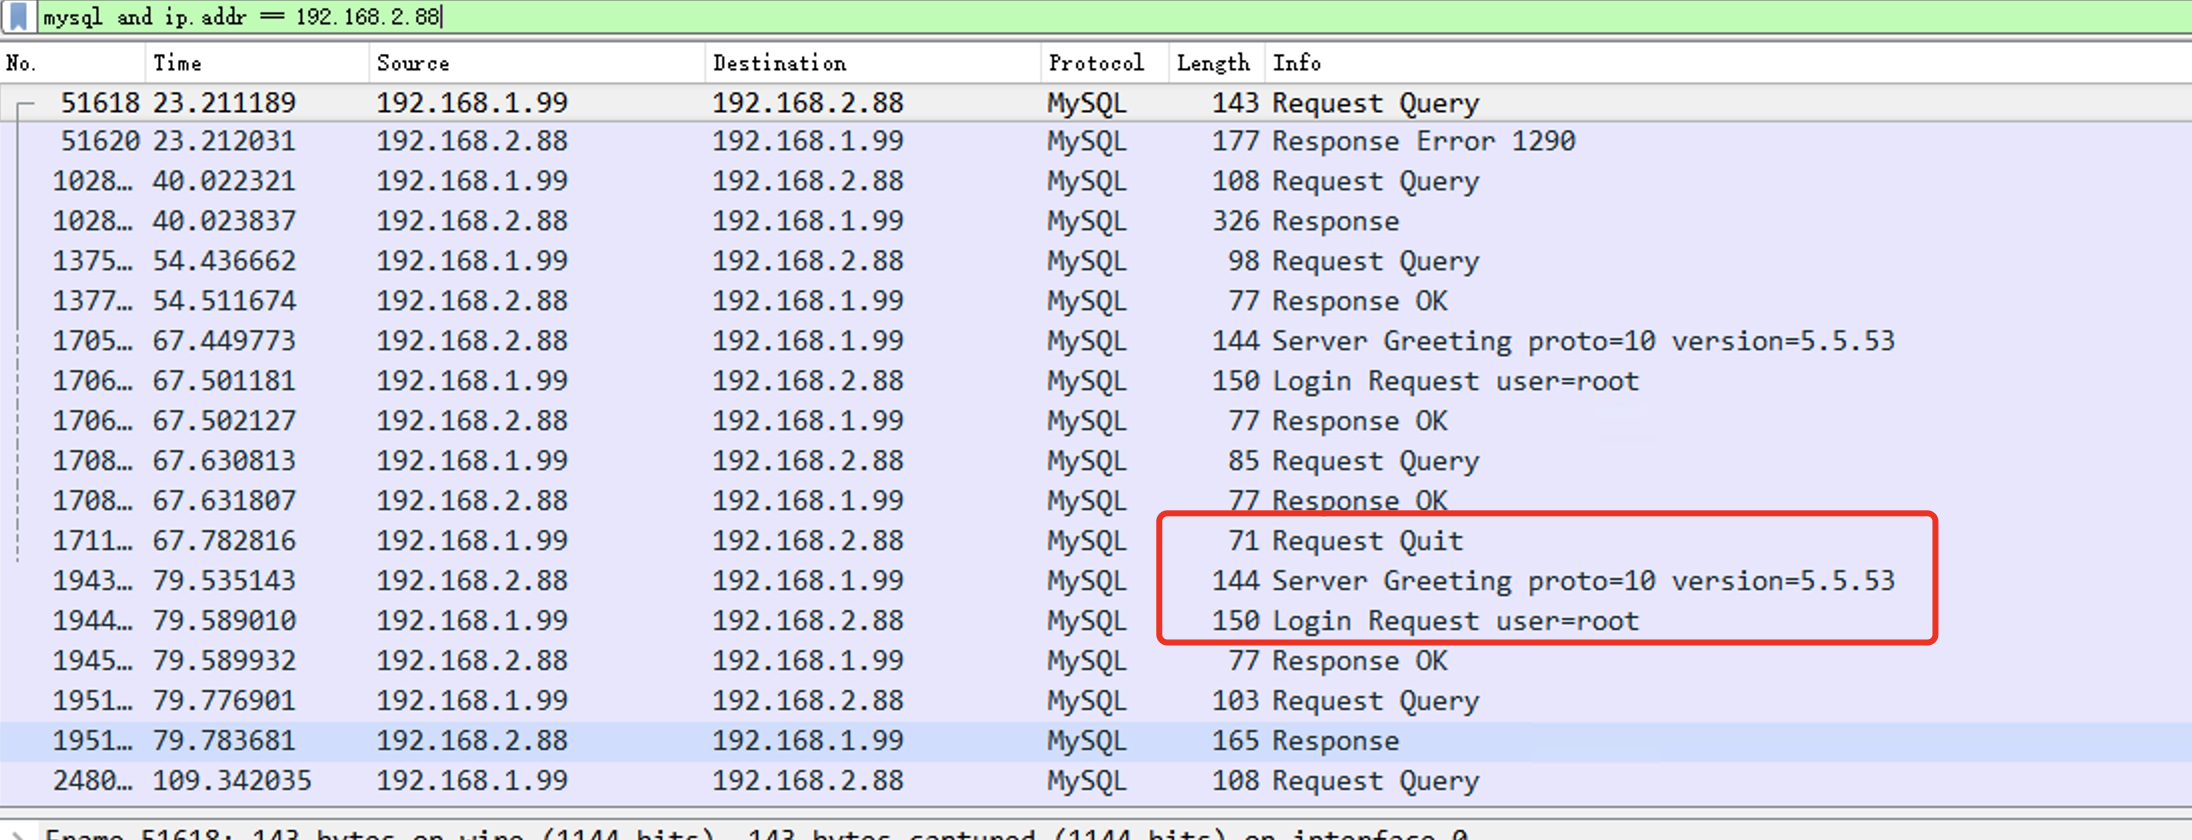 mysql and ip.addr == 192.168.2.88
No. Time Source Destination Protocol Length Info
51618 23.211189 192.168.1.99 192.168.2.88 MySQL 143 Request Query
51620 23.212031 192.168.2.88 192.168.1.99 MySQL 177 Response Error 1290
1028… 40.022321 192.168.1.99 192.168.2.88 MySQL 108 Request Query
1028… 40.023837 192.168.2.88 192.168.1.99 MySQL 326 Response
1375… 54.436662 192.168.1.99 192.168.2.88 MySQL 98 Request Query
1377… 54.511674 192.168.2.88 192.168.1.99 MySQL 77 Response OK
1705… 67.449773 192.168.2.88 192.168.1.99 MySQL 144 Server Greeting proto=10 version=5.5.53
1706… 67.501181 192.168.1.99 192.168.2.88 MySQL 150 Login Request user=root
1706… 67.502127 192.168.2.88 192.168.1.99 MySQL 77 Response OK
1708… 67.630813 192.168.1.99 192.168.2.88 MySQL 85 Request Query
1708… 67.631807 192.168.2.88 192.168.1.99 MySQL 77 Response OK
1711… 67.782816 192.168.1.99 192.168.2.88 MySQL 71 Request Quit
1943… 79.535143 192.168.2.88 192.168.1.99 MySQL 144 Server Greeting proto=10 version=5.5.53
1944… 79.589010 192.168.1.99 192.168.2.88 MySQL 150 Login Request user=root
1945… 79.589932 192.168.2.88 192.168.1.99 MySQL 77 Response OK
1951… 79.776901 192.168.1.99 192.168.2.88 MySQL 103 Request Query
1951… 79.783681 192.168.2.88 192.168.1.99 MySQL 165 Response
2480… 109.342035 192.168.1.99 192.168.2.88 MySQL 108 Request Query
Frame 51618: 143 bytes on wire (1144 bits), 143 bytes captured (1144 bits) on interface 0